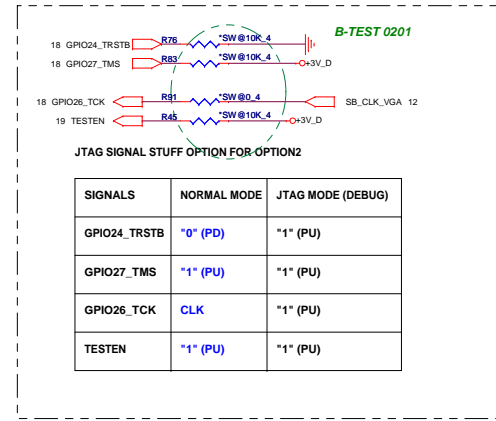 B-TEST 0201
18 GPIO24_TRSTB R76 *SW@10K_4
18 GPIO27_TMS R83 *SW@10K_4 +3V_D
18 GPIO26_TCK R91 *SW@0_4 SB_CLK_VGA 12
19 TESTEN R45 *SW@10K_4 +3V_D
JTAG SIGNAL STUFF OPTION FOR OPTION2
SIGNALS NORMAL MODE JTAG MODE (DEBUG)
GPIO24_TRSTB "0" (PD) "1" (PU)
GPIO27_TMS "1" (PU) "1" (PU)
GPIO26_TCK CLK "1" (PU)
TESTEN "1" (PU) "1" (PU)